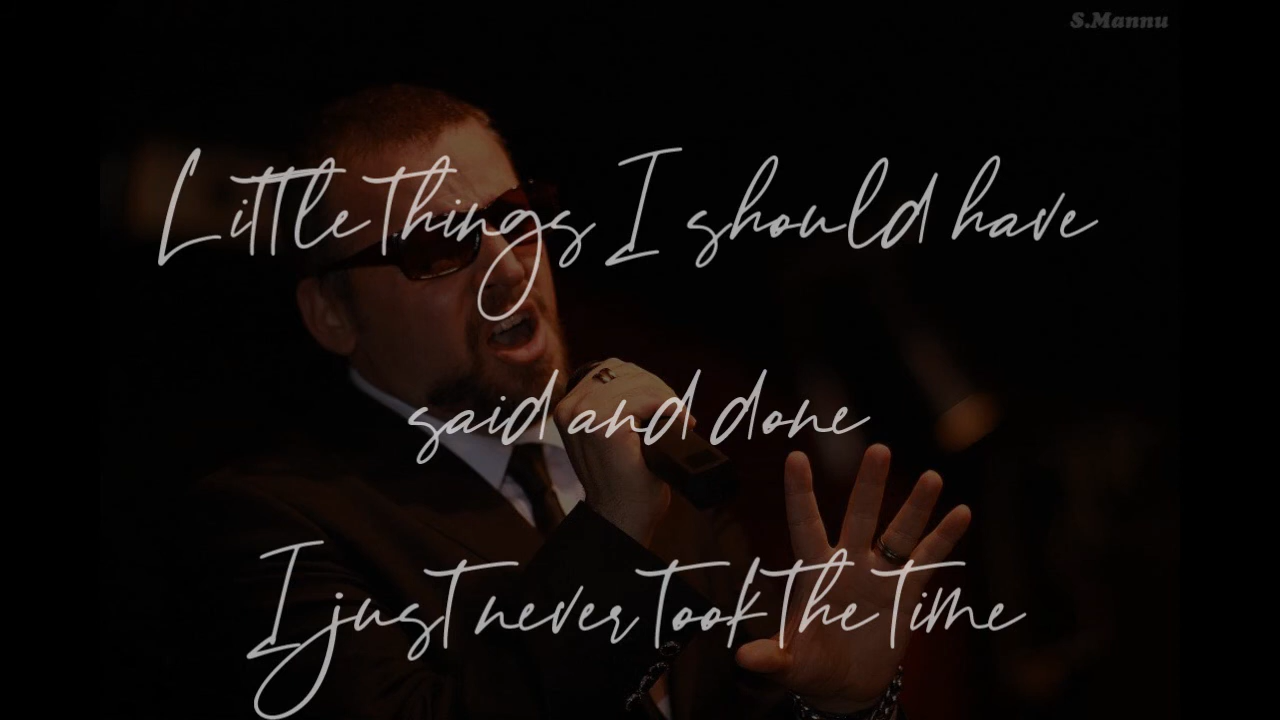 S.Mannu
Little things I should have
said and done
I just never took the time